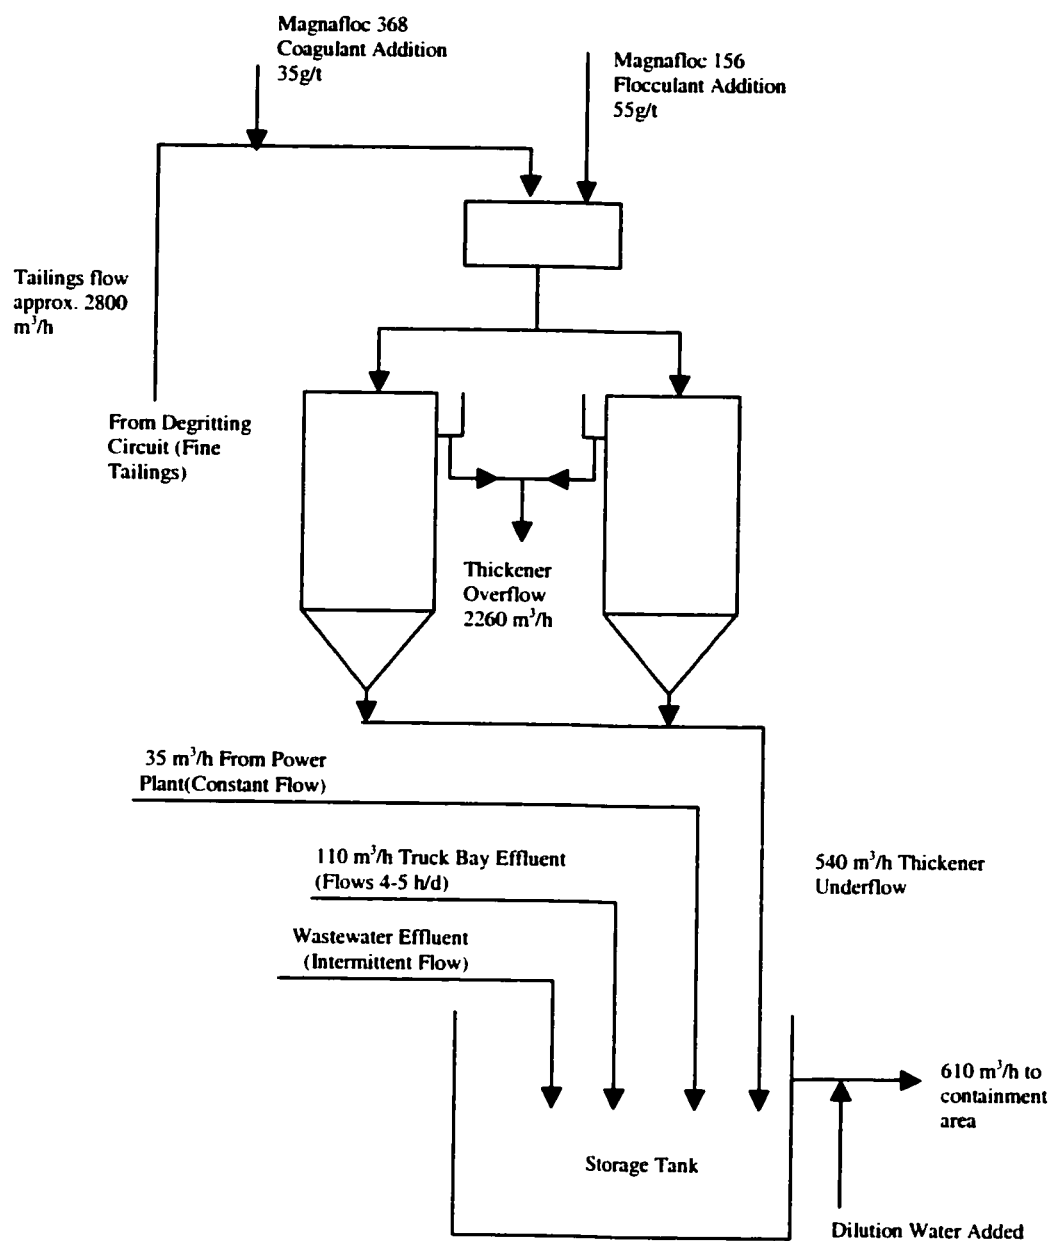 Magnafloc 368
Coagulant Addition
35g/t
Magnafloc 156
Flocculant Addition
55g/t
Tailings flow
approx. 2800
m³/h
From Degritting
Circuit (Fine
Tailings)
Thickener
Overflow
2260 m³/h
35 m³/h From Power
Plant(Constant Flow)
110 m³/h Truck Bay Effluent
(Flows 4-5 h/d)
540 m³/h Thickener
Underflow
Wastewater Effluent
(Intermittent Flow)
610 m³/h to
containment
area
Storage Tank
Dilution Water Added